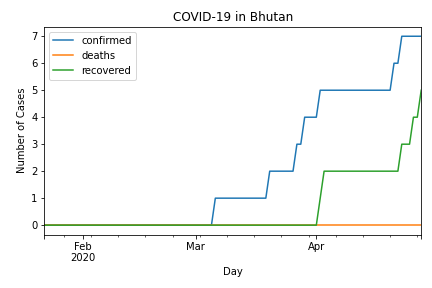 COVID-19 in Bhutan
confirmed
deaths
recovered
Number of Cases
7
6
5
4
3
2
1
0
Feb
2020
Mar
Apr
Day